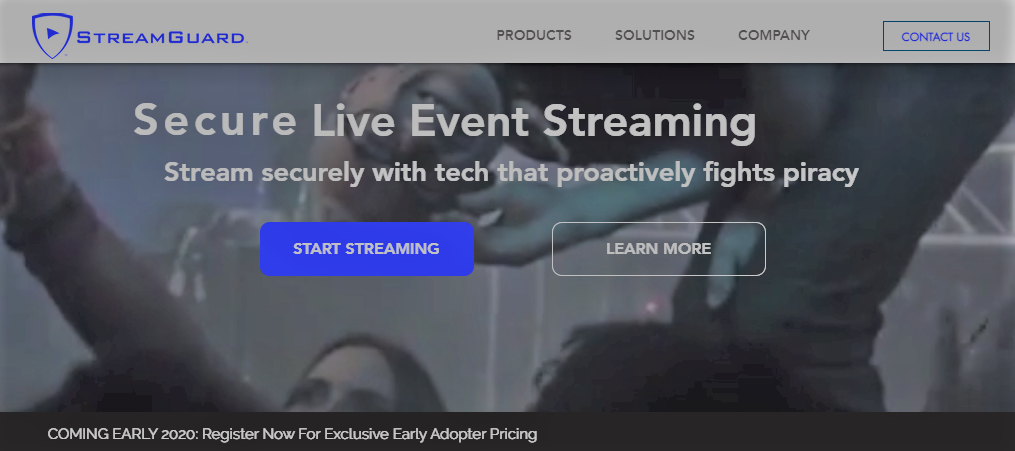 STREAMGUARD
PRODUCTS SOLUTIONS COMPANY CONTACT US
Secure Live Event Streaming
Stream securely with tech that proactively fights piracy
START STREAMING LEARN MORE
COMING EARLY 2020: Register Now For Exclusive Early Adopter Pricing